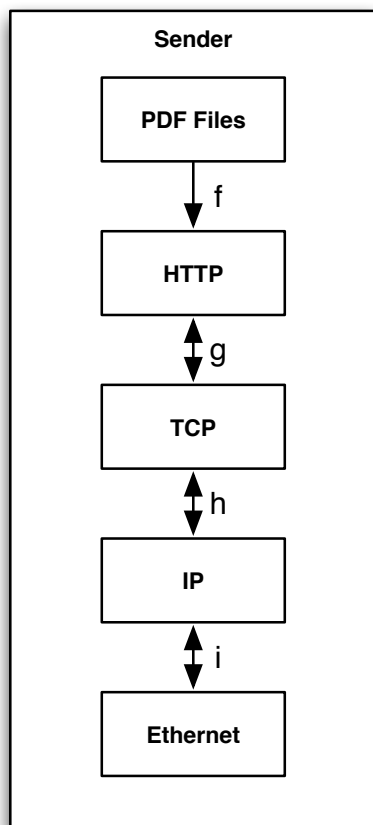 Sender
PDF Files
f
HTTP
g
TCP
h
IP
i
Ethernet